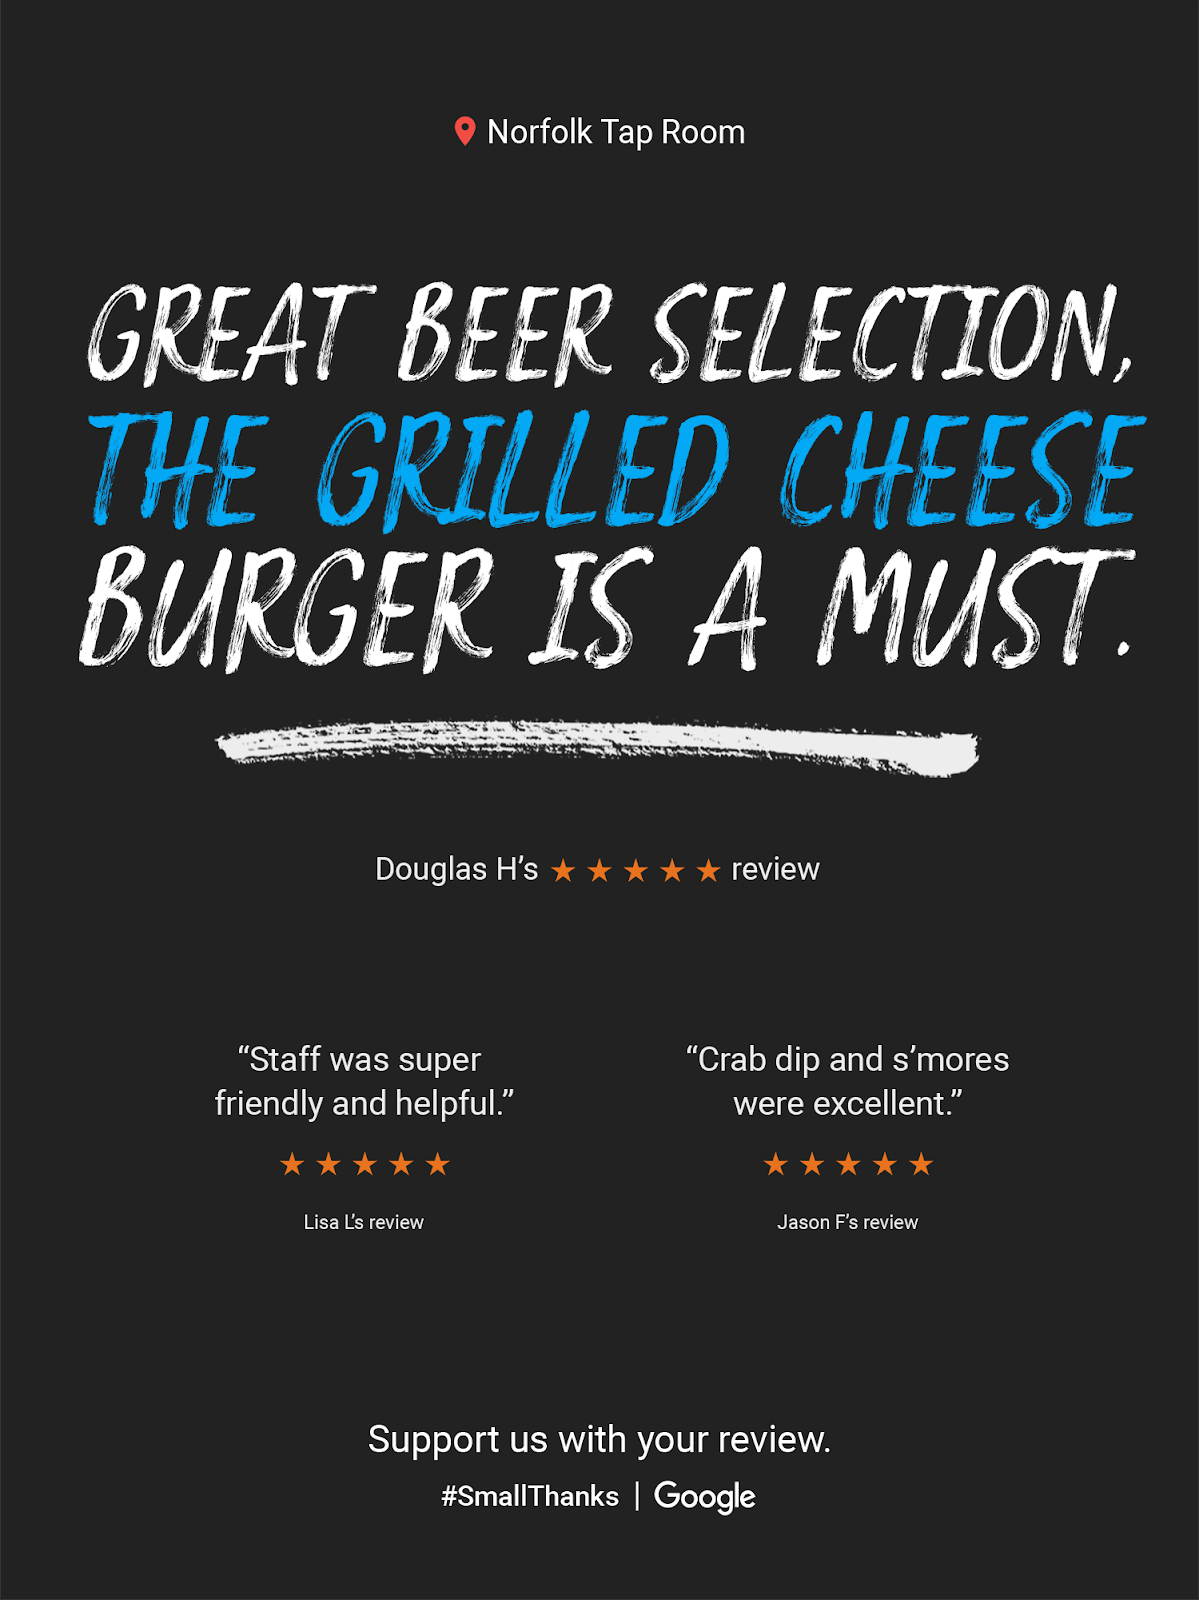 Norfolk Tap Room
GREAT BEER SELECTION,
THE GRILLED CHEESE
BURGER IS A MUST.
Douglas H’s ★ ★ ★ ★ ★ review
“Staff was super
friendly and helpful.”
★ ★ ★ ★ ★
Lisa L’s review
“Crab dip and s’mores
were excellent.”
★ ★ ★ ★ ★
Jason F’s review
Support us with your review.
#SmallThanks | Google